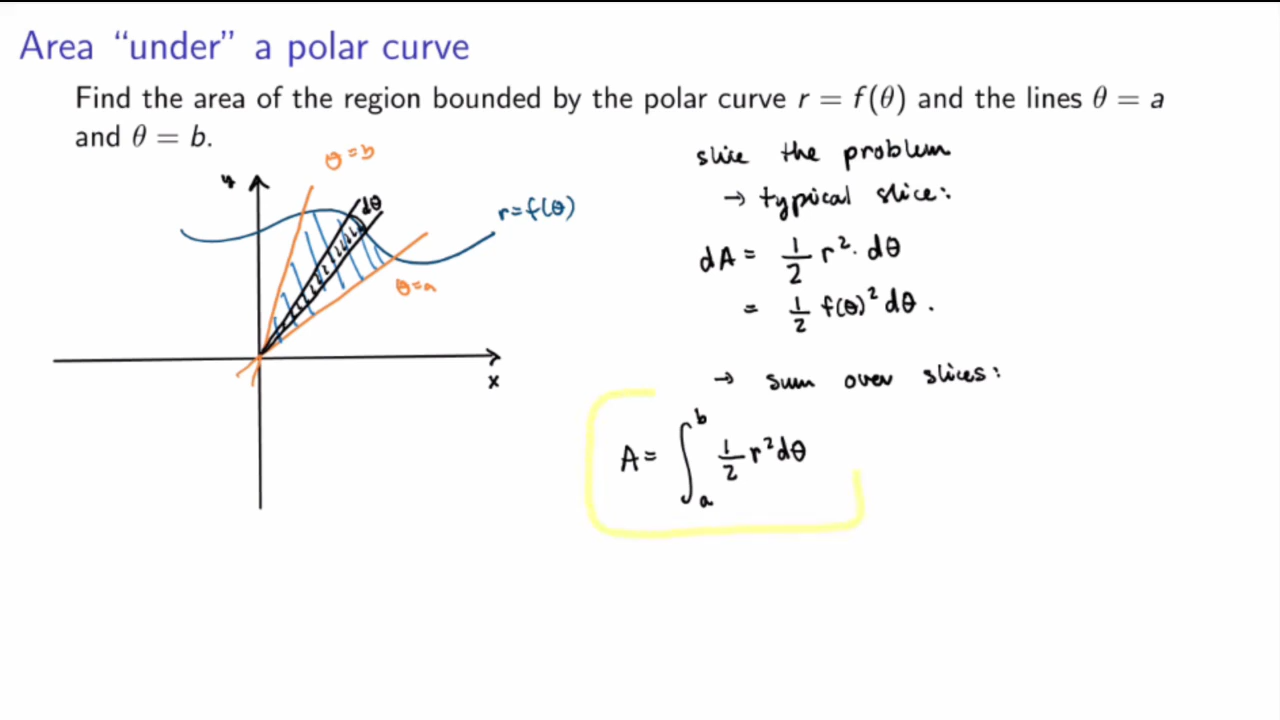 Area “under” a polar curve
Find the area of the region bounded by the polar curve r = f(θ) and the lines θ = a
and θ = b.
θ=b
y
dθ
r=f(θ)
θ=a
x
slice the problem
→ typical slice:
dA = 1/2 r². dθ
= 1/2 f(θ)² dθ.
→ sum over slices:
A = ∫_a^b 1/2 r² dθ